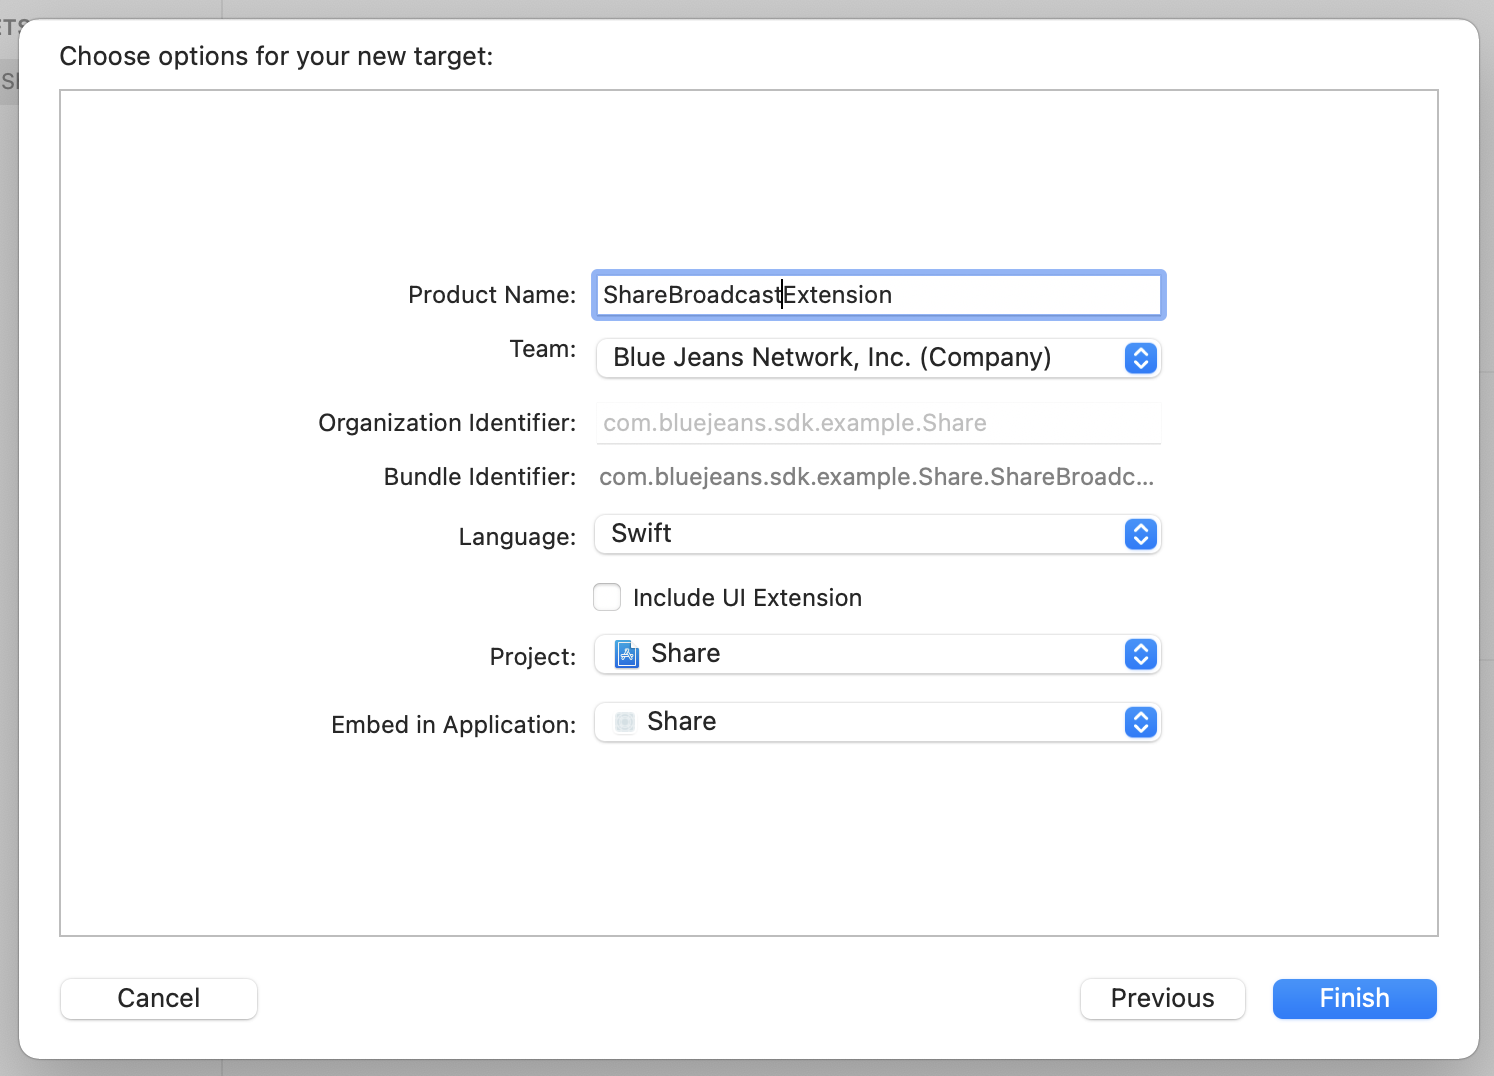 Choose options for your new target:
Product Name: ShareBroadcastExtension
Team: Blue Jeans Network, Inc. (Company)
Organization Identifier: com.bluejeans.sdk.example.Share
Bundle Identifier: com.bluejeans.sdk.example.Share.ShareBroadc...
Language: Swift
Include UI Extension
Project: Share
Embed in Application: Share
Cancel Previous Finish